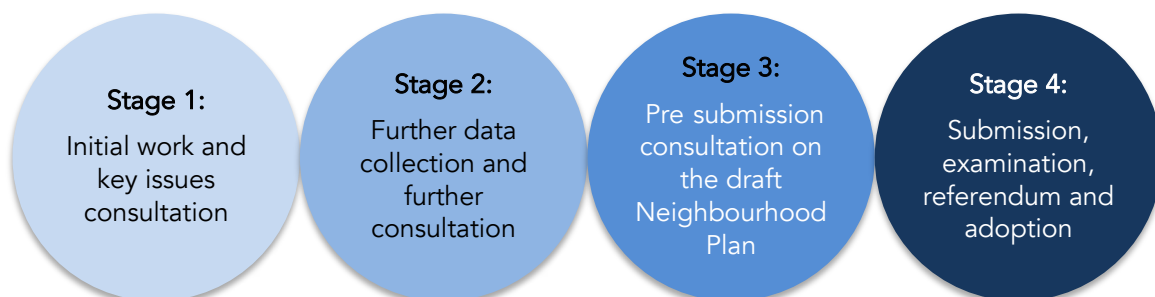 Stage 1:
Initial work and
key issues
consultation
Stage 2:
Further data
collection and
further
consultation
Stage 3:
Pre submission
consultation on
the draft
Neighbourhood
Plan
Stage 4:
Submission,
examination,
referendum and
adoption